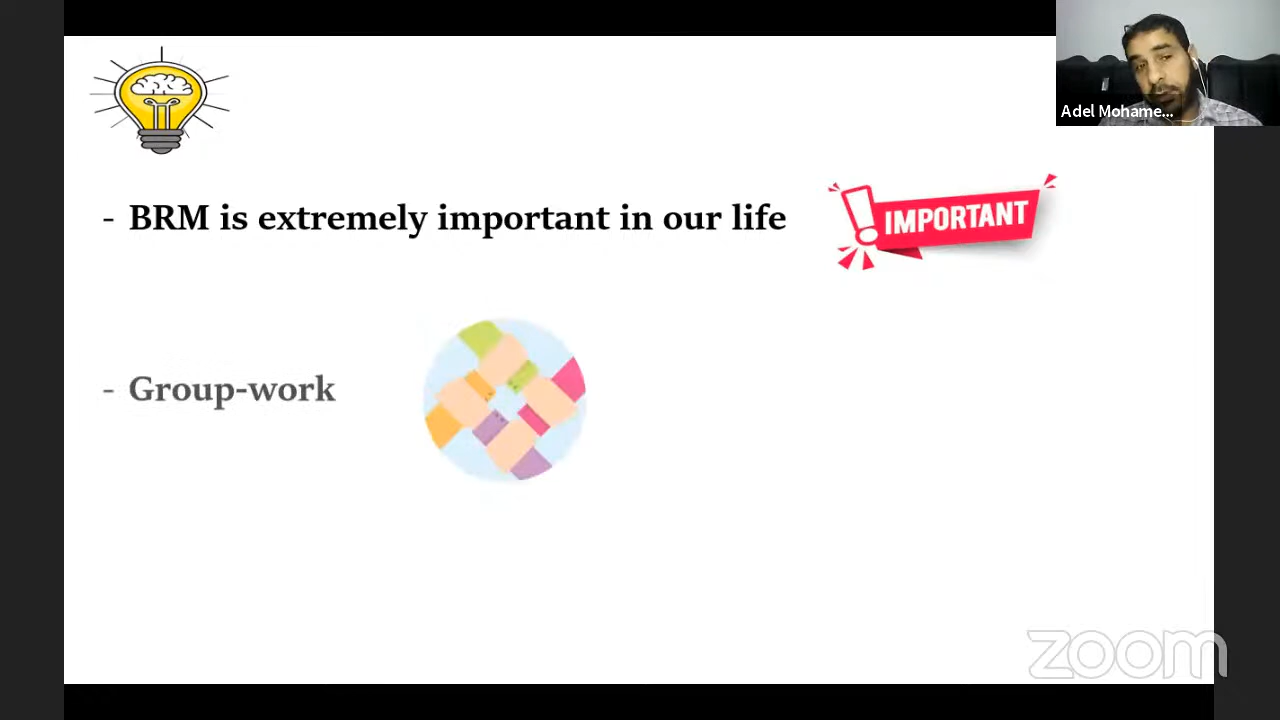 Adel Mohame...
- BRM is extremely important in our life
IMPORTANT
- Group-work
zoom